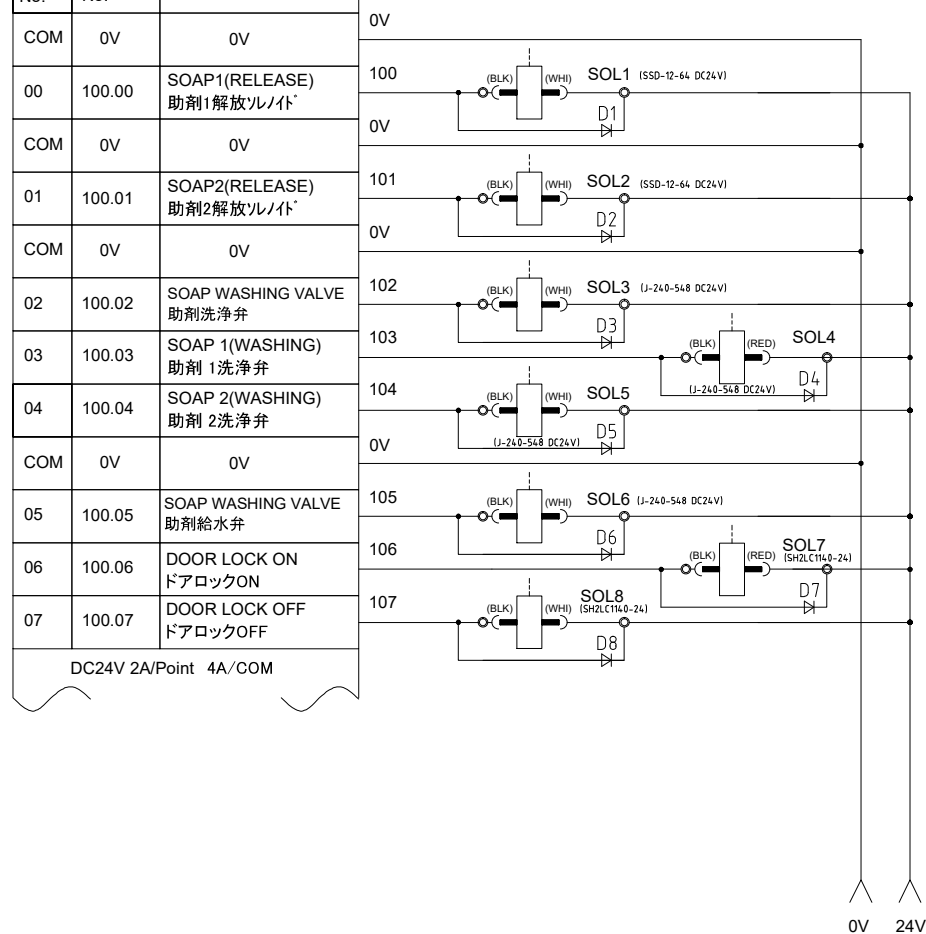 0V
COM 0V 0V
100 (BLK) (WHI) SOL1 (SSD-12-64 DC24V)
00 100.00 SOAP1(RELEASE)
助剤1解放ソレノイド
D1
0V
COM 0V 0V
101 (BLK) (WHI) SOL2 (SSD-12-64 DC24V)
01 100.01 SOAP2(RELEASE)
助剤2解放ソレノイド
D2
0V
COM 0V 0V
102 (BLK) (WHI) SOL3 (J-240-548 DC24V)
02 100.02 SOAP WASHING VALVE
助剤洗浄弁
D3
103 (BLK) (RED) SOL4
03 100.03 SOAP 1(WASHING)
助剤 1洗浄弁
(J-240-548 DC24V) D4
104 (BLK) (WHI) SOL5
04 100.04 SOAP 2(WASHING)
助剤 2洗浄弁
(J-240-548 DC24V) D5
0V
COM 0V 0V
105 (BLK) (WHI) SOL6 (J-240-548 DC24V)
05 100.05 SOAP WASHING VALVE
助剤給水弁
D6
106 (BLK) (RED) SOL7 (SH2LC1140-24)
06 100.06 DOOR LOCK ON
ドアロックON
D7
107 (BLK) (WHI) SOL8 (SH2LC1140-24)
07 100.07 DOOR LOCK OFF
ドアロックOFF
D8
DC24V 2A/Point 4A/COM
0V 24V